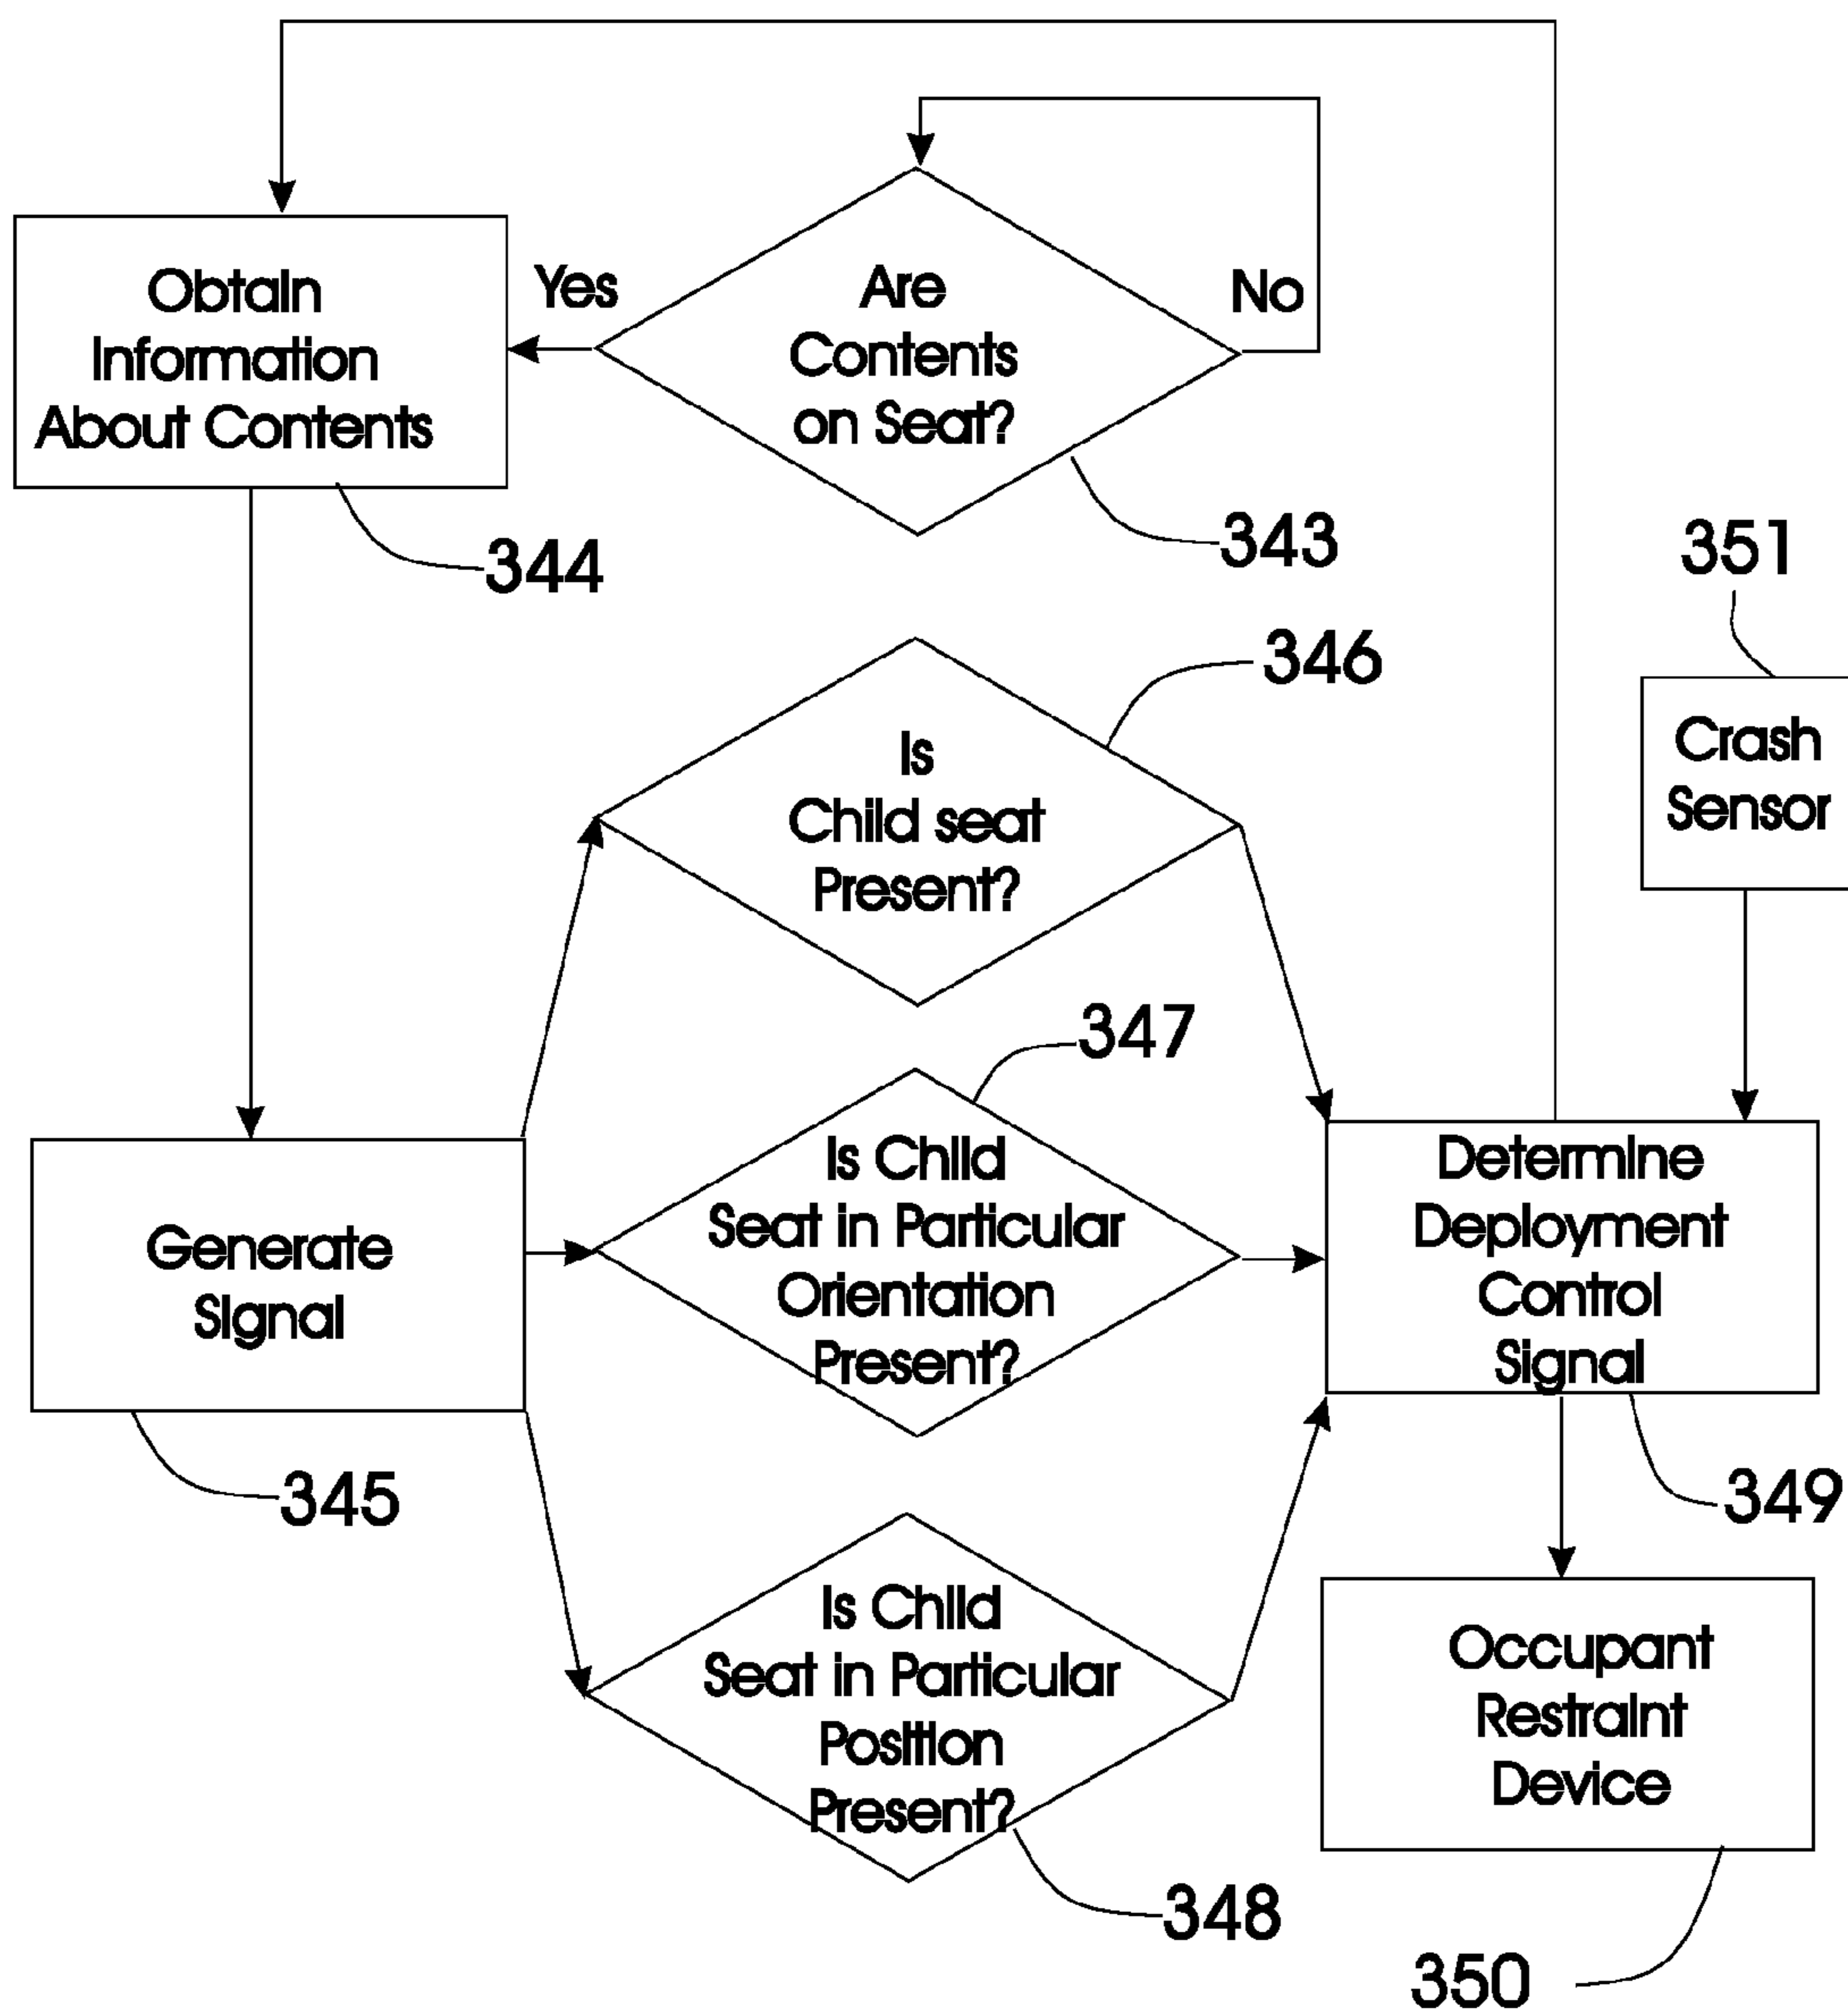 Obtain
Information
About Contents
Yes
Are
Contents
on Seat?
No
344
343
351
346
Is
Child seat
Present?
Crash
Sensor
347
Is Child
Seat in Particular
Orientation
Present?
Generate
Signal
Determine
Deployment
Control
Signal
345
349
Is Child
Seat in Particular
Position
Present?
Occupant
Restraint
Device
348
350